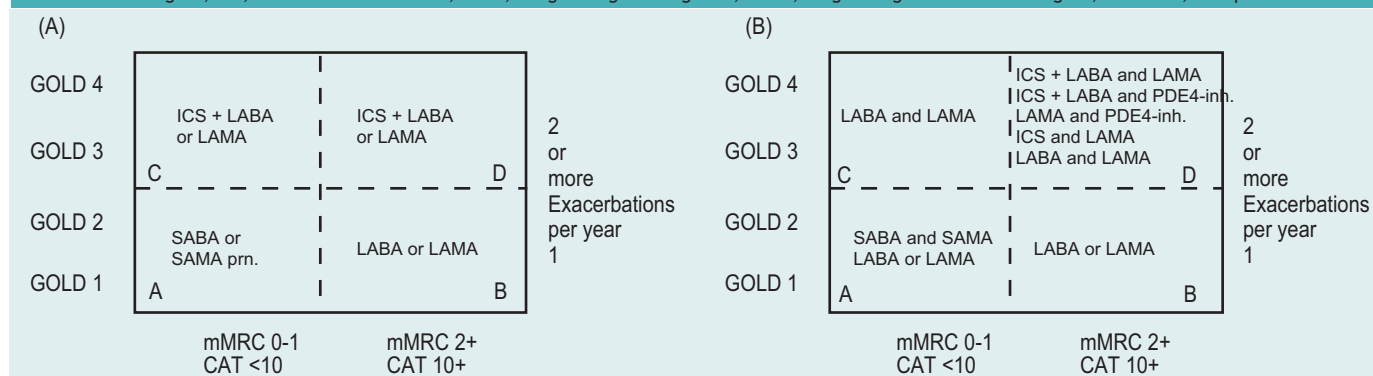 (A)
GOLD 4
GOLD 3
GOLD 2
GOLD 1
ICS + LABA
or LAMA
C
ICS + LABA
or LAMA
D
SABA or
SAMA prn.
A
LABA or LAMA
B
2
or
more
Exacerbations
per year
1
mMRC 0-1
CAT <10
mMRC 2+
CAT 10+
(B)
GOLD 4
GOLD 3
GOLD 2
GOLD 1
LABA and LAMA
C
ICS + LABA and LAMA
ICS + LABA and PDE4-inh.
LAMA and PDE4-inh.
ICS and LAMA
LABA and LAMA
D
SABA and SAMA
LABA or LAMA
A
LABA or LAMA
B
2
or
more
Exacerbations
per year
1
mMRC 0-1
CAT <10
mMRC 2+
CAT 10+